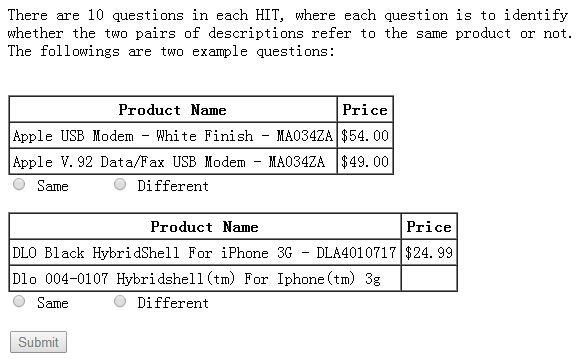 There are 10 questions in each HIT, where each question is to identify
whether the two pairs of descriptions refer to the same product or not.
The followings are two example questions:
Product Name Price
Apple USB Modem - White Finish - MA034ZA $54.00
Apple V.92 Data/Fax USB Modem - MA034ZA $49.00
Same Different
Product Name Price
DLO Black HybridShell For iPhone 3G - DLA4010717 $24.99
Dlo 004-0107 Hybridshell(tm) For Iphone(tm) 3g
Same Different
Submit